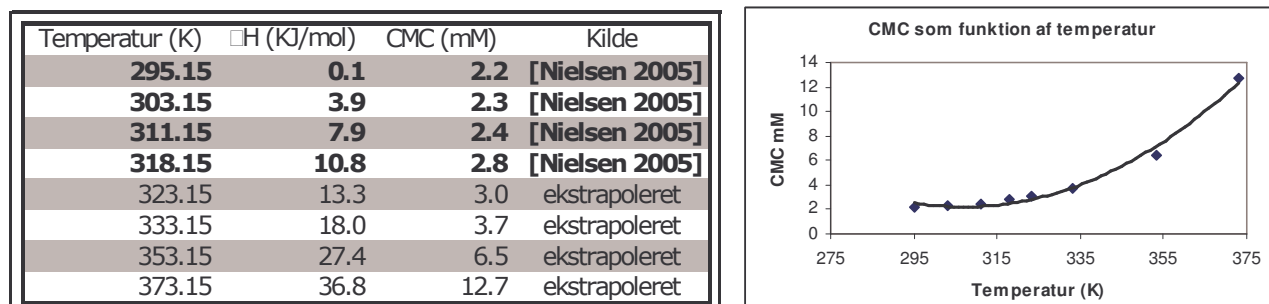 Temperatur (K) □H (KJ/mol) CMC (mM) Kilde
295.15 0.1 2.2 [Nielsen 2005]
303.15 3.9 2.3 [Nielsen 2005]
311.15 7.9 2.4 [Nielsen 2005]
318.15 10.8 2.8 [Nielsen 2005]
323.15 13.3 3.0 ekstrapoleret
333.15 18.0 3.7 ekstrapoleret
353.15 27.4 6.5 ekstrapoleret
373.15 36.8 12.7 ekstrapoleret
CMC som funktion af temperatur
CMC mM
14
12
10
8
6
4
2
0
275 295 315 335 355 375
Temperatur (K)